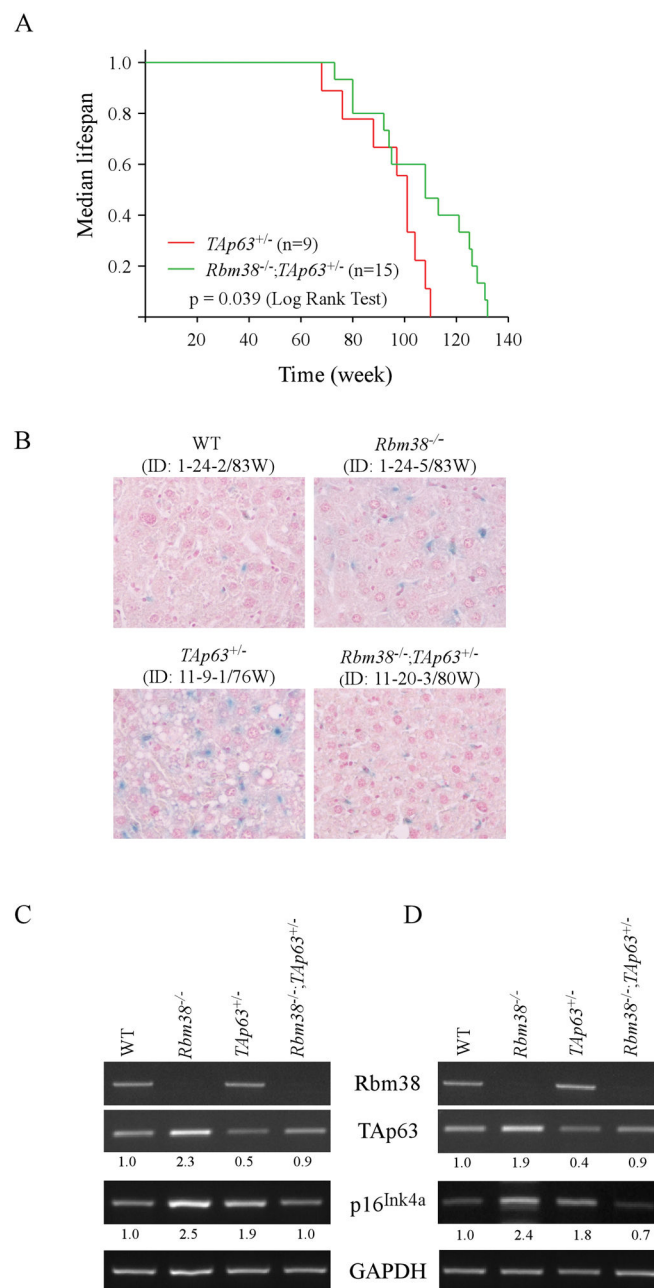 A
Median lifespan
1.0
0.8
0.6
0.4
0.2
TAp63+/- (n=9)
Rbm38-/-;TAp63+/- (n=15)
p = 0.039 (Log Rank Test)
20 40 60 80 100 120 140
Time (week)
B
WT
(ID: 1-24-2/83W)
Rbm38-/-
(ID: 1-24-5/83W)
TAp63+/-
(ID: 11-9-1/76W)
Rbm38-/-;TAp63+/-
(ID: 11-20-3/80W)
C
D
WT Rbm38-/- TAp63+/- Rbm38-/-;TAp63+/-
WT Rbm38-/- TAp63+/- Rbm38-/-;TAp63+/-
Rbm38
TAp63
1.0 2.3 0.5 0.9
1.0 1.9 0.4 0.9
p16Ink4a
1.0 2.5 1.9 1.0
1.0 2.4 1.8 0.7
GAPDH